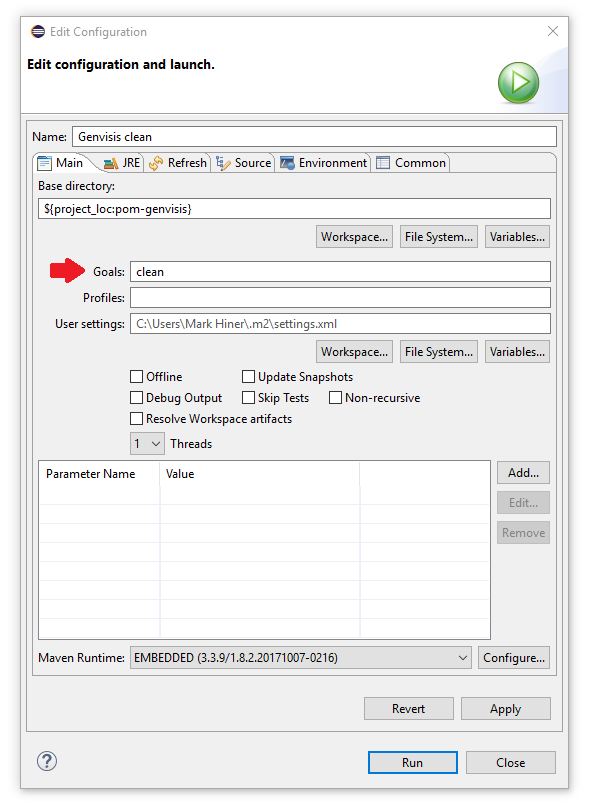 Edit Configuration
Edit configuration and launch.
Name: Genvisis clean
Main JRE Refresh Source Environment Common
Base directory:
${project_loc:pom-genvisis}
Workspace... File System... Variables...
Goals: clean
Profiles:
User settings: C:\Users\Mark Hiner\.m2\settings.xml
Workspace... File System... Variables...
Offline Update Snapshots
Debug Output Skip Tests Non-recursive
Resolve Workspace artifacts
1 Threads
Parameter Name Value Add...
Edit...
Remove
Maven Runtime: EMBEDDED (3.3.9/1.8.2.20171007-0216) Configure...
Revert Apply
? Run Close